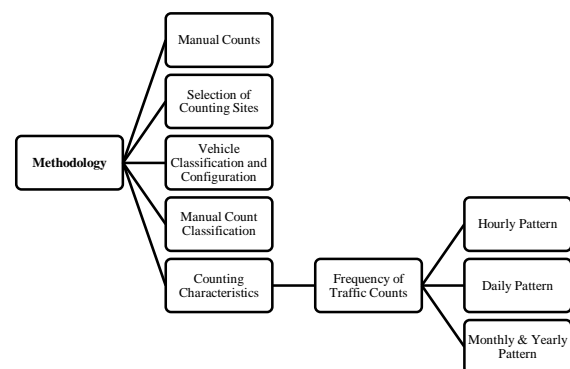 Manual Counts
Selection of
Counting Sites
Methodology
Vehicle
Classification and
Configuration
Manual Count
Classification
Counting
Characteristics
Frequency of
Traffic Counts
Hourly Pattern
Daily Pattern
Monthly & Yearly
Pattern